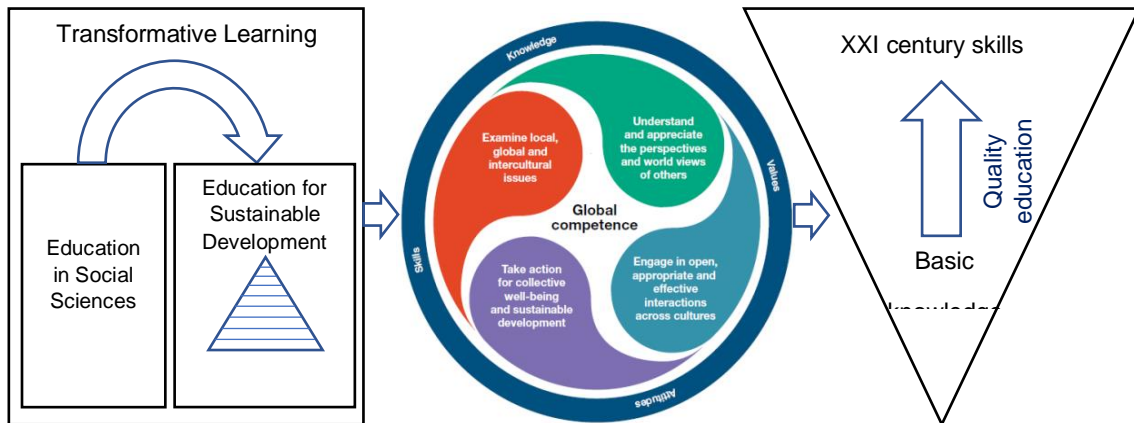 Transformative Learning
Education
in Social
Sciences
Education for
Sustainable
Development
Knowledge
Values
Attitudes
Skills
Examine local,
global and
intercultural
issues
Understand
and appreciate
the perspectives
and world views
of others
Global
competence
Take action
for collective
well-being
and sustainable
development
Engage in open,
appropriate and
effective
interactions
across cultures
XXI century skills
Quality
education
Basic
knowledge